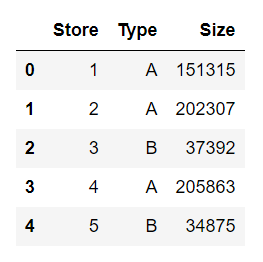 Store Type Size
0 1 A 151315
1 2 A 202307
2 3 B 37392
3 4 A 205863
4 5 B 34875